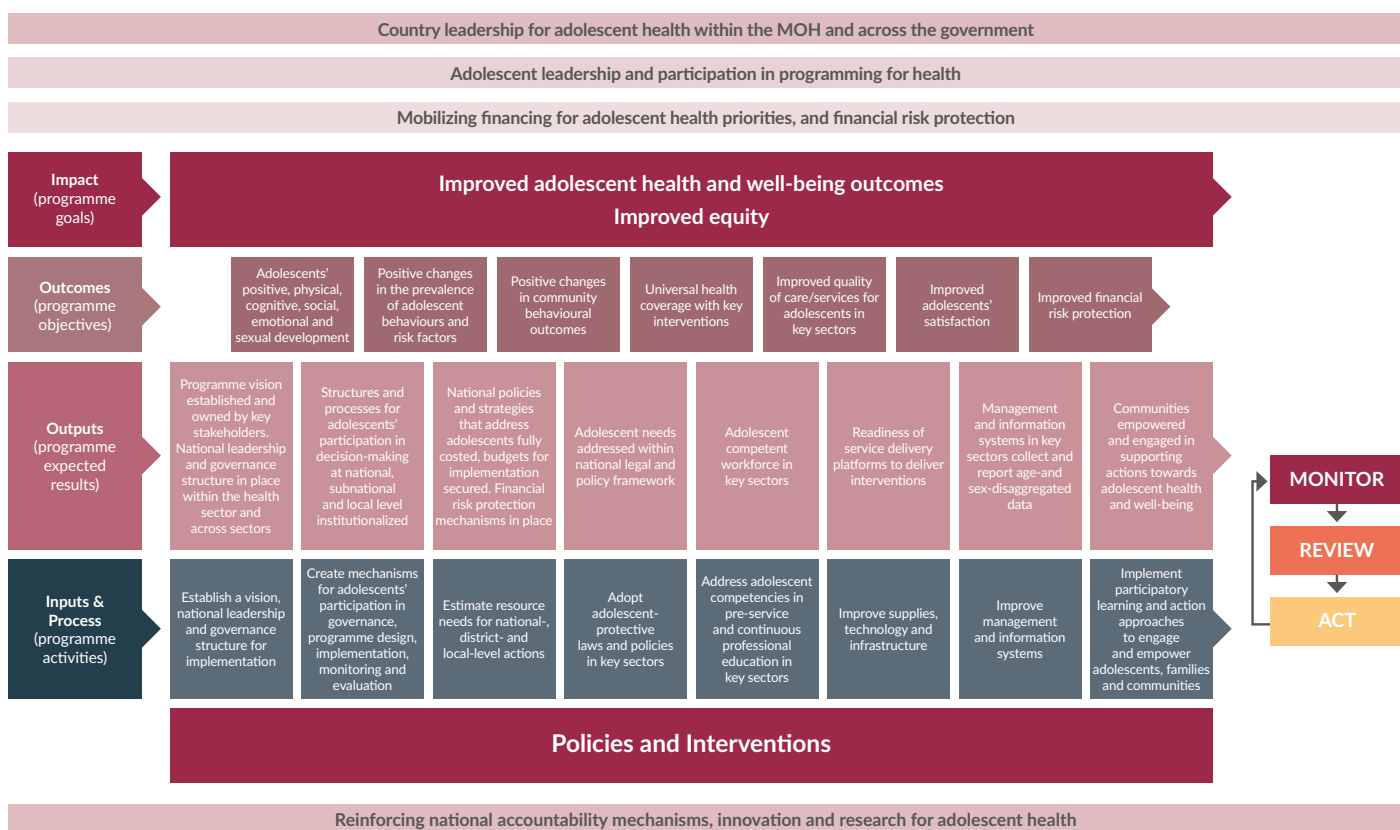 Country leadership for adolescent health within the MOH and across the government
Adolescent leadership and participation in programming for health
Mobilizing financing for adolescent health priorities, and financial risk protection
Impact
(programme
goals)
Improved adolescent health and well-being outcomes
Improved equity
Outcomes
(programme
objectives)
Adolescents'
positive, physical,
cognitive, social,
emotional and
sexual development
Positive changes
in the prevalence
of adolescent
behaviours and
risk factors
Positive changes
in community
behavioural
outcomes
Universal health
coverage with key
interventions
Improved quality
of care/services for
adolescents in
key sectors
Improved
adolescents'
satisfaction
Improved financial
risk protection
Outputs
(programme
expected
results)
Programme vision
established and
owned by key
stakeholders.
National leadership
and governance
structure in place
within the health
sector and
across sectors
Structures and
processes for
adolescents'
participation in
decision-making
at national,
subnational
and local level
institutionalized
National policies
and strategies
that address
adolescents fully
costed, budgets for
implementation
secured. Financial
risk protection
mechanisms in place
Adolescent needs
addressed within
national legal and
policy framework
Adolescent
competent
workforce in
key sectors
Readiness of
service delivery
platforms to deliver
interventions
Management
and information
systems in key
sectors collect and
report age-and
sex-disaggregated
data
Communities
empowered
and engaged in
supporting
actions towards
adolescent health
and well-being
Inputs &
Process
(programme
activities)
Establish a vision,
national leadership
and governance
structure for
implementation
Create mechanisms
for adolescents'
participation in
governance,
programme design,
implementation,
monitoring and
evaluation
Estimate resource
needs for national-,
district- and
local-level actions
Adopt
adolescent-
protective
laws and policies
in key sectors
Address adolescent
competencies in
pre-service
and continuous
professional
education in
key sectors
Improve supplies,
technology and
infrastructure
Improve
management
and information
systems
Implement
participatory
learning and action
approaches
to engage
and empower
adolescents, families
and communities
MONITOR
REVIEW
ACT
Policies and Interventions
Reinforcing national accountability mechanisms, innovation and research for adolescent health